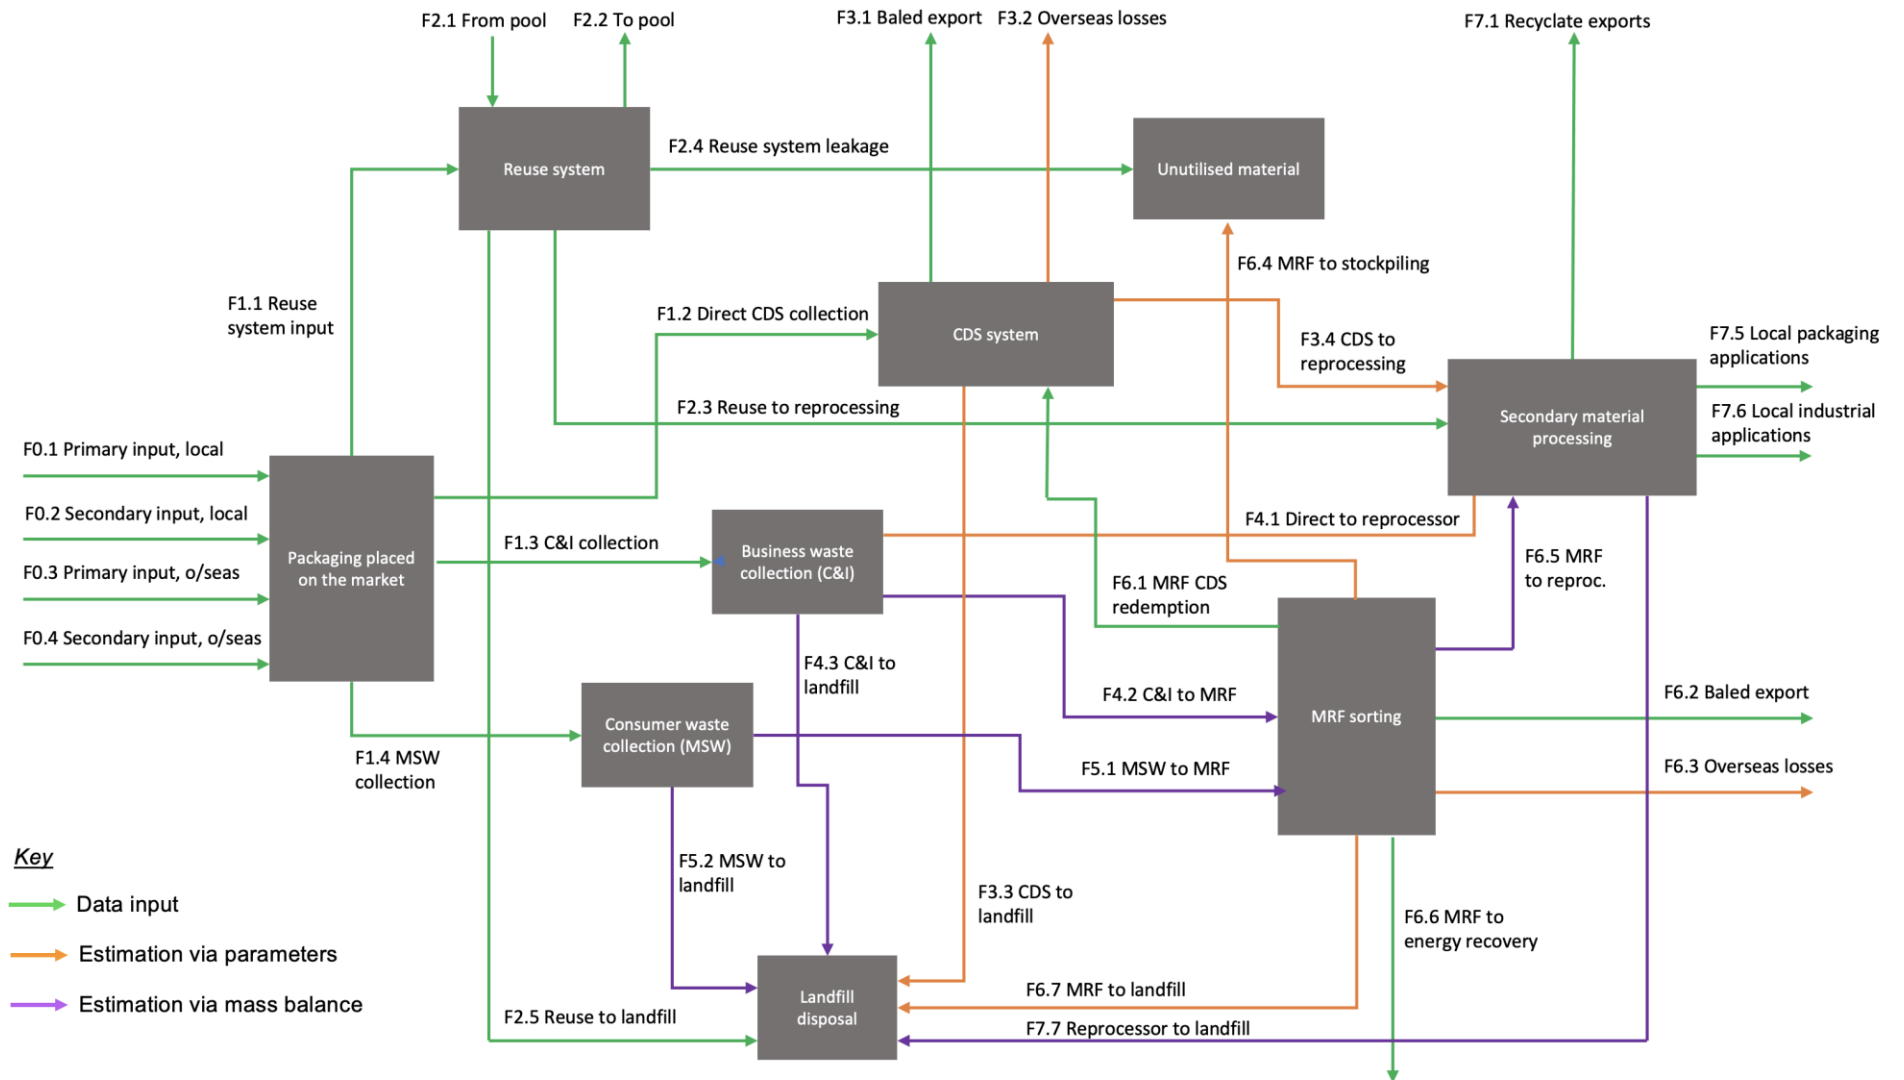 F2.1 From pool
F2.2 To pool
F3.1 Baled export
F3.2 Overseas losses
F7.1 Recyclate exports
Reuse system
F2.4 Reuse system leakage
Unutilised material
F6.4 MRF to stockpiling
F1.1 Reuse
system input
F1.2 Direct CDS collection
CDS system
F3.4 CDS to
reprocessing
F7.5 Local packaging
applications
F2.3 Reuse to reprocessing
Secondary material
processing
F7.6 Local industrial
applications
F0.1 Primary input, local
F0.2 Secondary input, local
F0.3 Primary input, o/seas
F0.4 Secondary input, o/seas
Packaging placed
on the market
F1.3 C&I collection
Business waste
collection (C&I)
F4.1 Direct to reprocessor
F6.1 MRF CDS
redemption
F6.5 MRF
to reproc.
F4.3 C&I to
landfill
F4.2 C&I to MRF
MRF sorting
F6.2 Baled export
F1.4 MSW
collection
Consumer waste
collection (MSW)
F5.1 MSW to MRF
F6.3 Overseas losses
F5.2 MSW to
landfill
F3.3 CDS to
landfill
F6.6 MRF to
energy recovery
Key
Data input
Estimation via parameters
Estimation via mass balance
F2.5 Reuse to landfill
Landfill
disposal
F6.7 MRF to landfill
F7.7 Reprocessor to landfill